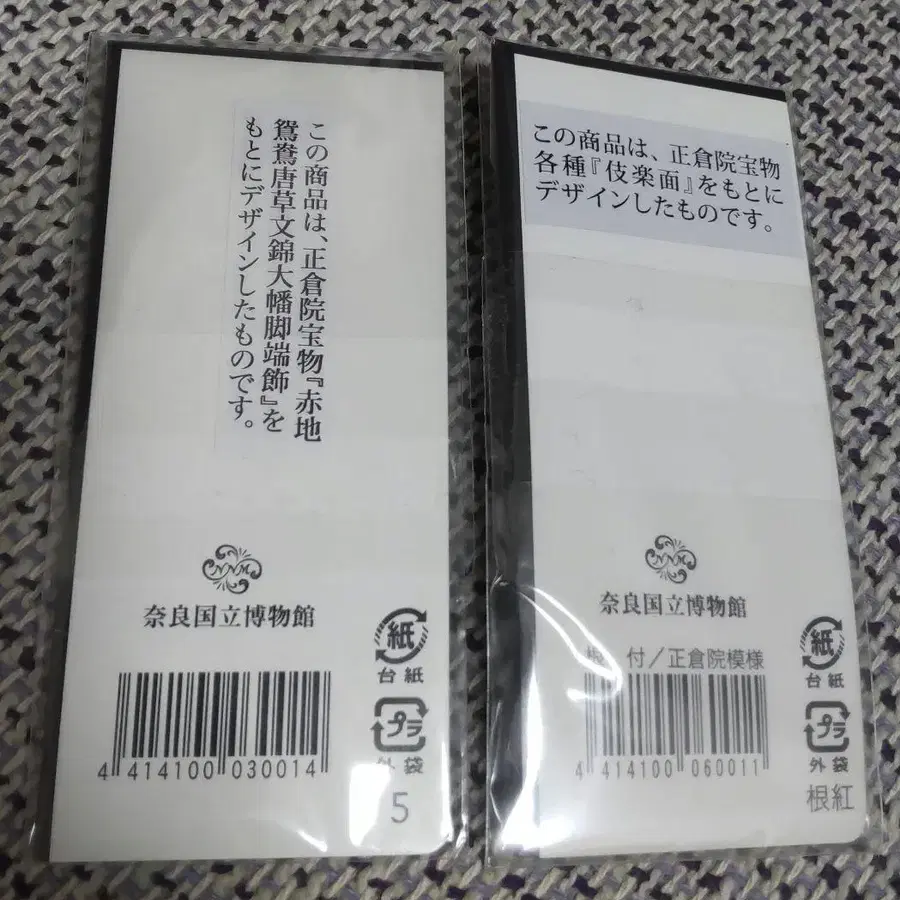 この商品は、正倉院宝物『赤地
鴛鴦唐草文錦大幡脚端飾』を
もとにデザインしたものです。
NNM
奈良国立博物館
紙
台紙
プラ
外袋
4 414100 030014
5
この商品は、正倉院宝物
各種『伎楽面』をもとに
デザインしたものです。
NNM
奈良国立博物館
根 付/正倉院模様
紙
台紙
プラ
外袋
4 414100 060011
根紅